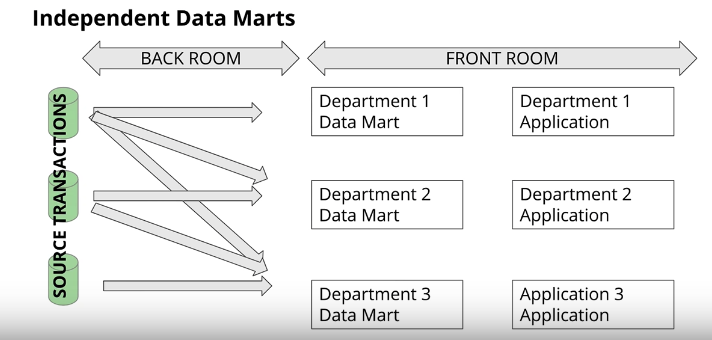 Independent Data Marts
BACK ROOM
FRONT ROOM
SOURCE TRANSACTIONS
Department 1
Data Mart
Department 1
Application
Department 2
Data Mart
Department 2
Application
Department 3
Data Mart
Application 3
Application